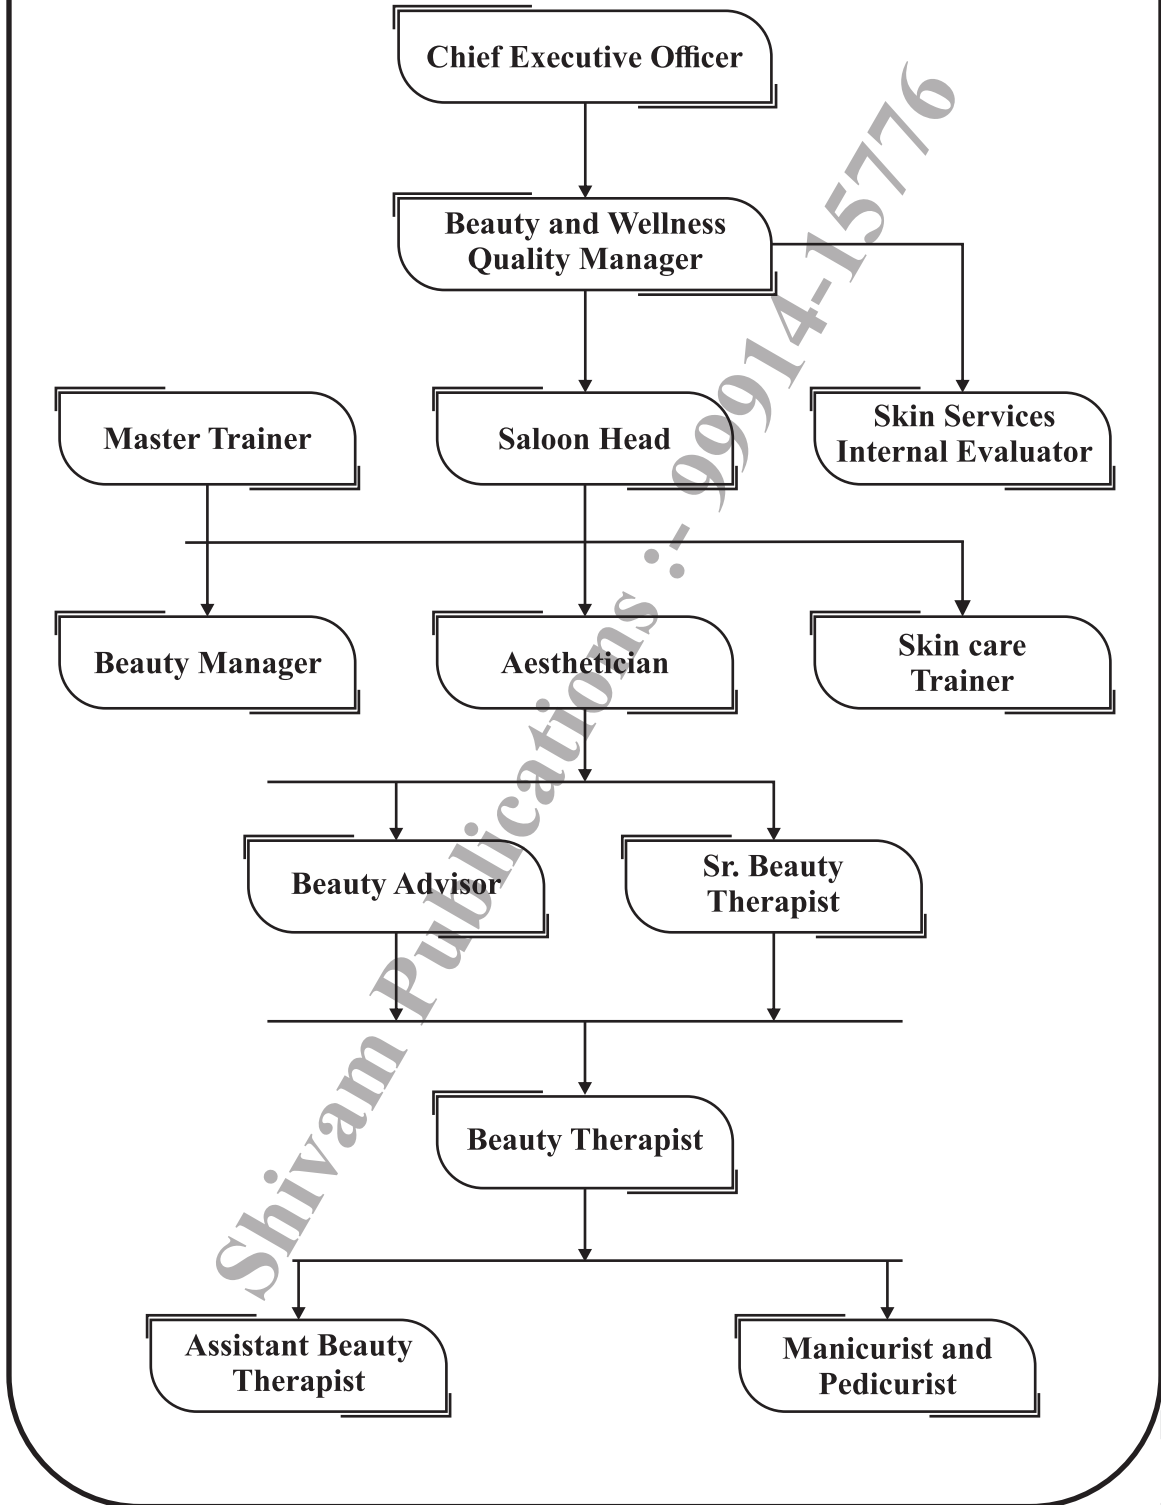 Chief Executive Officer
Beauty and Wellness
Quality Manager
Master Trainer
Saloon Head
Skin Services
Internal Evaluator
Beauty Manager
Aesthetician
Skin care
Trainer
Beauty Advisor
Sr. Beauty
Therapist
Beauty Therapist
Assistant Beauty
Therapist
Manicurist and
Pedicurist
Shivam Publications :- 99914-15776